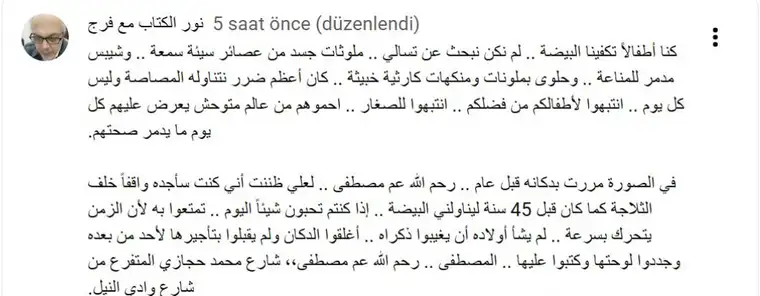 نور الكتاب مع فرج 5 saat önce (düzenlendi)
كنا أطفالاً تكفينا البيضة .. لم نكن نبحث عن تسالي .. ملوثات جسد من عصائر سيئة سمعة .. وشيبس
مدمر للمناعة .. وحلوى بملونات ومنكهات كارثية خبيثة .. كان أعظم ضرر نتناوله المصاصة وليس
كل يوم .. انتبهوا لأطفالكم من فضلكم .. انتبهوا للصغار .. احموهم من عالم متوحش يعرض عليهم كل
يوم ما يدمر صحتهم.
في الصورة مررت بدكانه قبل عام .. رحم الله عم مصطفى .. لعلي ظننت أني كنت سأجده واقفاً خلف
الثلاجة كما كان قبل 45 سنة ليناولني البيضة .. إذا كنتم تحبون شيئاً اليوم .. تمتعوا به لأن الزمن
يتحرك بسرعة .. لم يشأ أولاده أن يغيبوا ذكراه .. أغلقوا الدكان ولم يقبلوا بتأجيرها لأحد من بعده
وجددوا لوحتها وكتبوا عليها .. المصطفى .. رحم الله عم مصطفى،، شارع محمد حجازي المتفرع من
شارع وادي النيل.